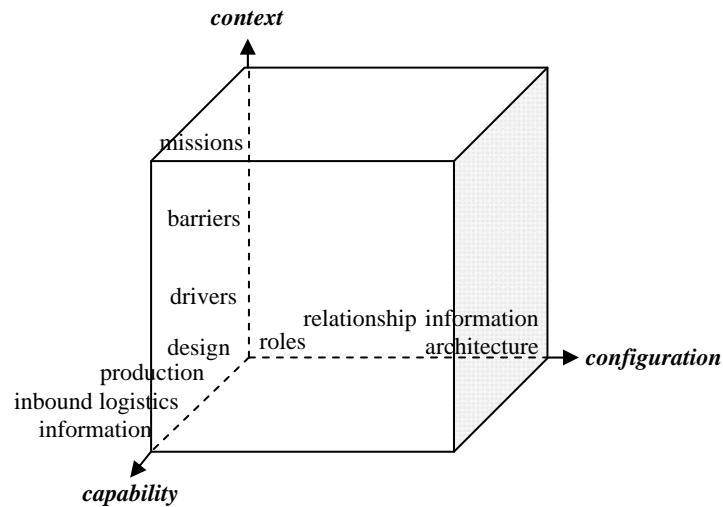 context
missions
barriers
drivers
relationship information
design roles architecture
configuration
production
inbound logistics
information
capability